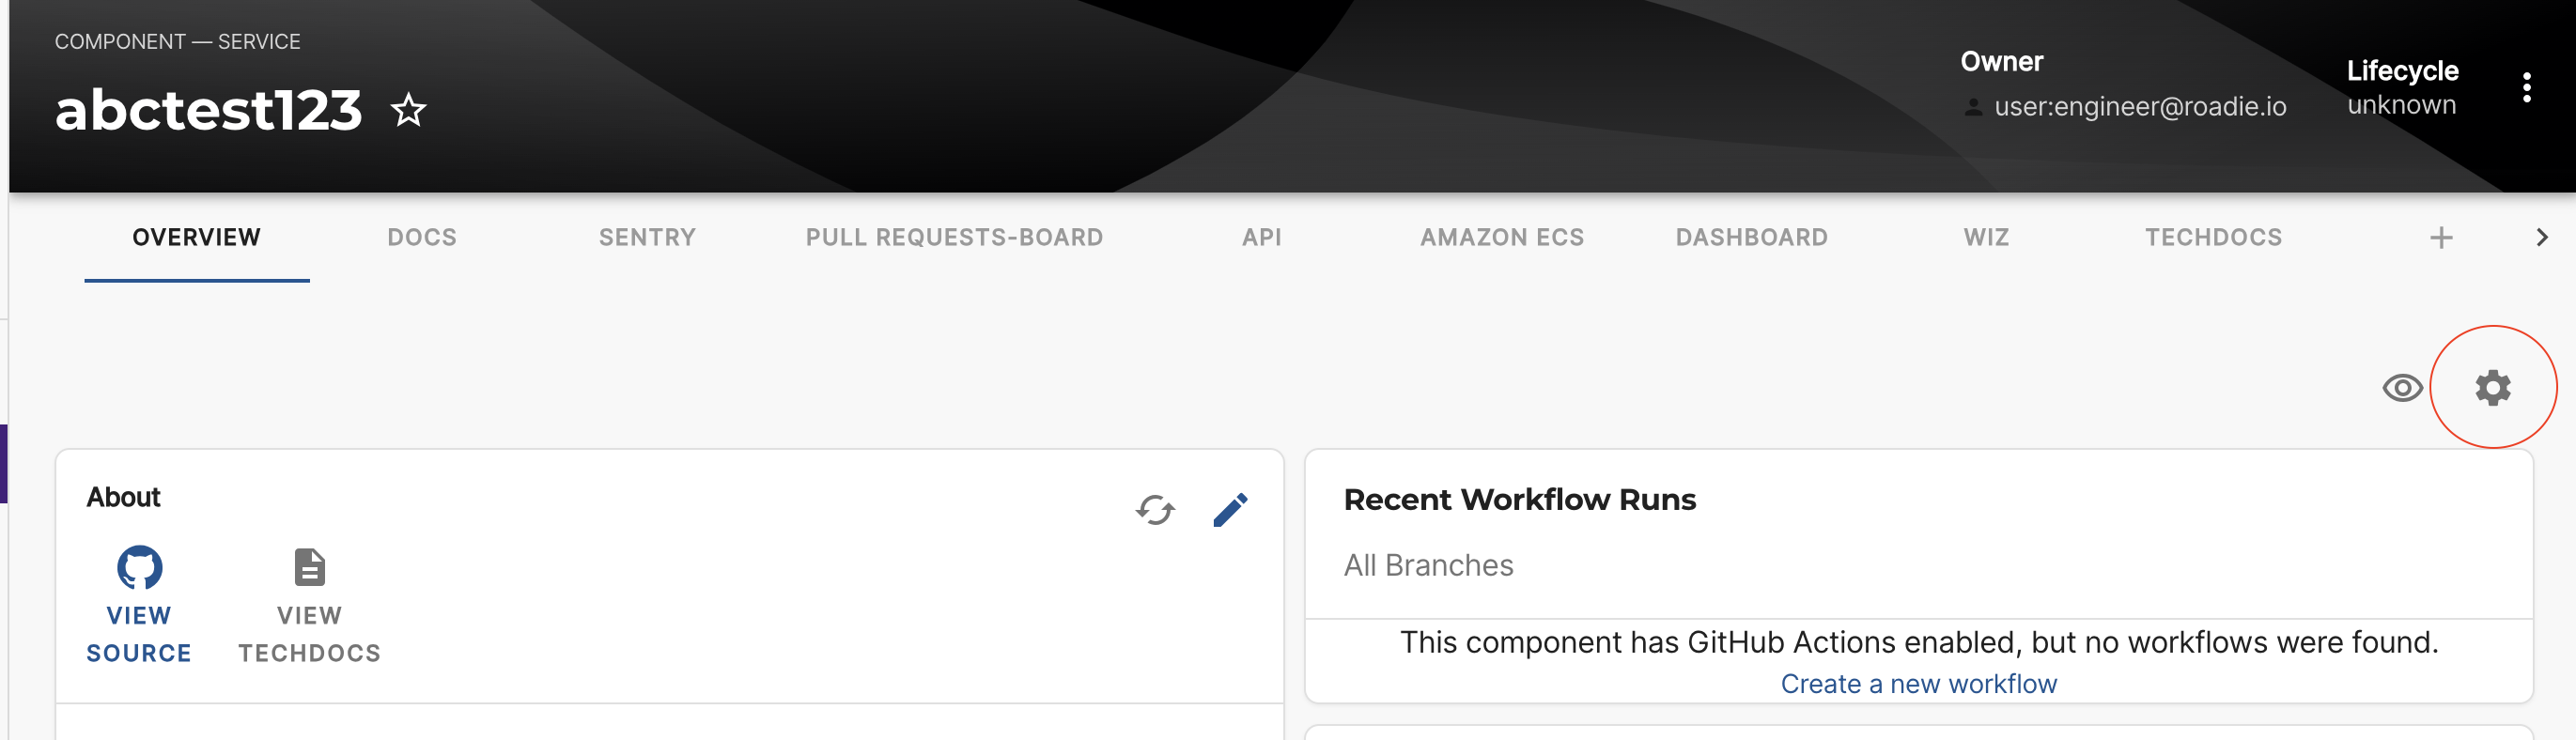 COMPONENT — SERVICE
abctest123
Owner
user:engineer@roadie.io
Lifecycle
unknown
OVERVIEW DOCS SENTRY PULL REQUESTS-BOARD API AMAZON ECS DASHBOARD WIZ TECHDOCS
About
VIEW
SOURCE
VIEW
TECHDOCS
Recent Workflow Runs
All Branches
This component has GitHub Actions enabled, but no workflows were found.
Create a new workflow